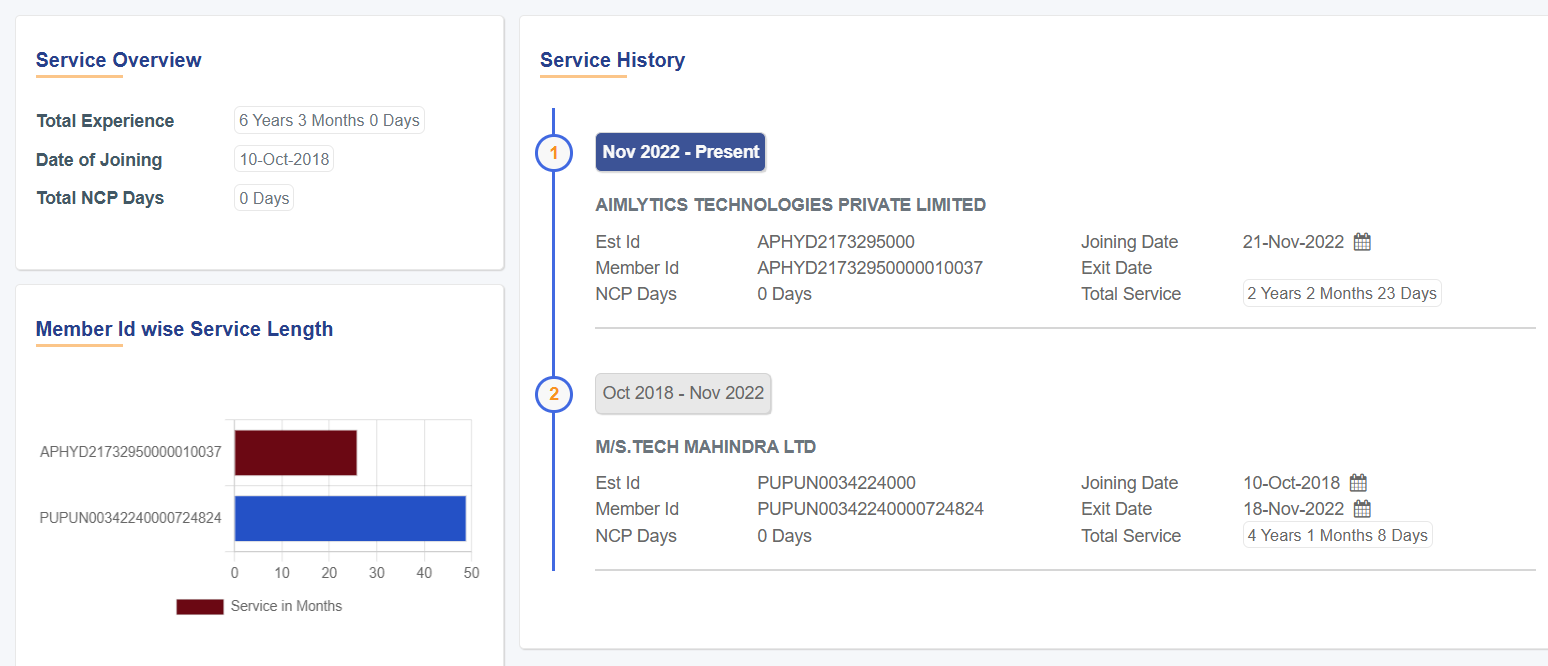 Service Overview
Total Experience 6 Years 3 Months 0 Days
Date of Joining 10-Oct-2018
Total NCP Days 0 Days
Member Id wise Service Length
APHYD21732950000010037
PUPUN00342240000724824
0 10 20 30 40 50
Service in Months
Service History
1 Nov 2022 - Present
AIMLYTICS TECHNOLOGIES PRIVATE LIMITED
Est Id APHYD2173295000 Joining Date 21-Nov-2022
Member Id APHYD21732950000010037 Exit Date
NCP Days 0 Days Total Service 2 Years 2 Months 23 Days
2 Oct 2018 - Nov 2022
M/S.TECH MAHINDRA LTD
Est Id PUPUN0034224000 Joining Date 10-Oct-2018
Member Id PUPUN00342240000724824 Exit Date 18-Nov-2022
NCP Days 0 Days Total Service 4 Years 1 Months 8 Days